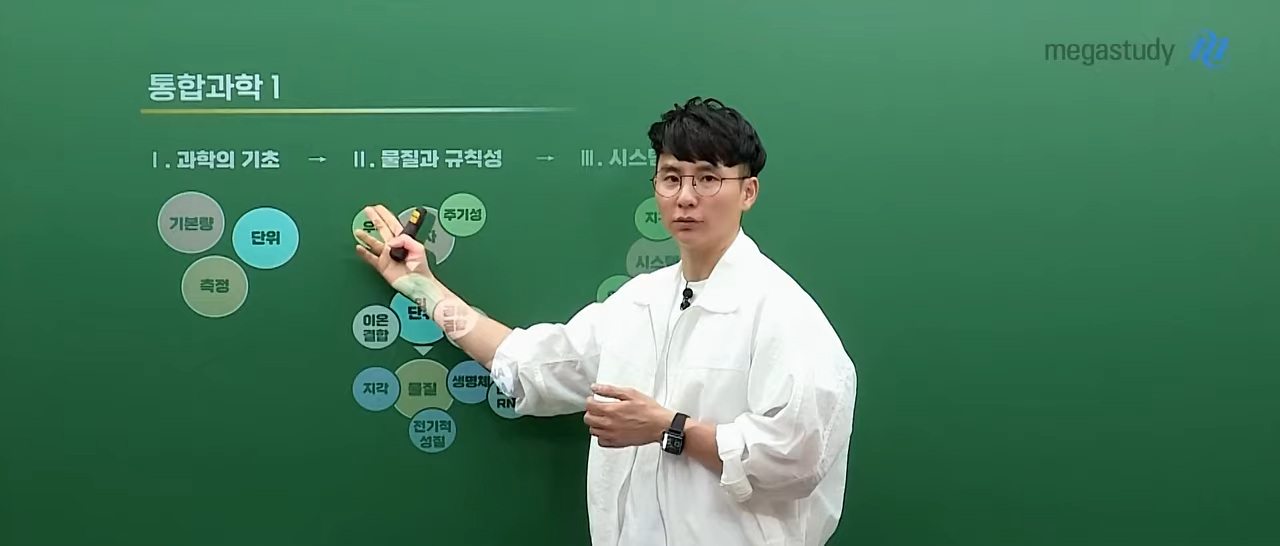 megastudy
통합과학 1
Ⅰ. 과학의 기초 → Ⅱ. 물질과 규칙성 → Ⅲ.
기본량
단위
측정
주기성
이온
결합
지각
물질
생명체
전기적
성질